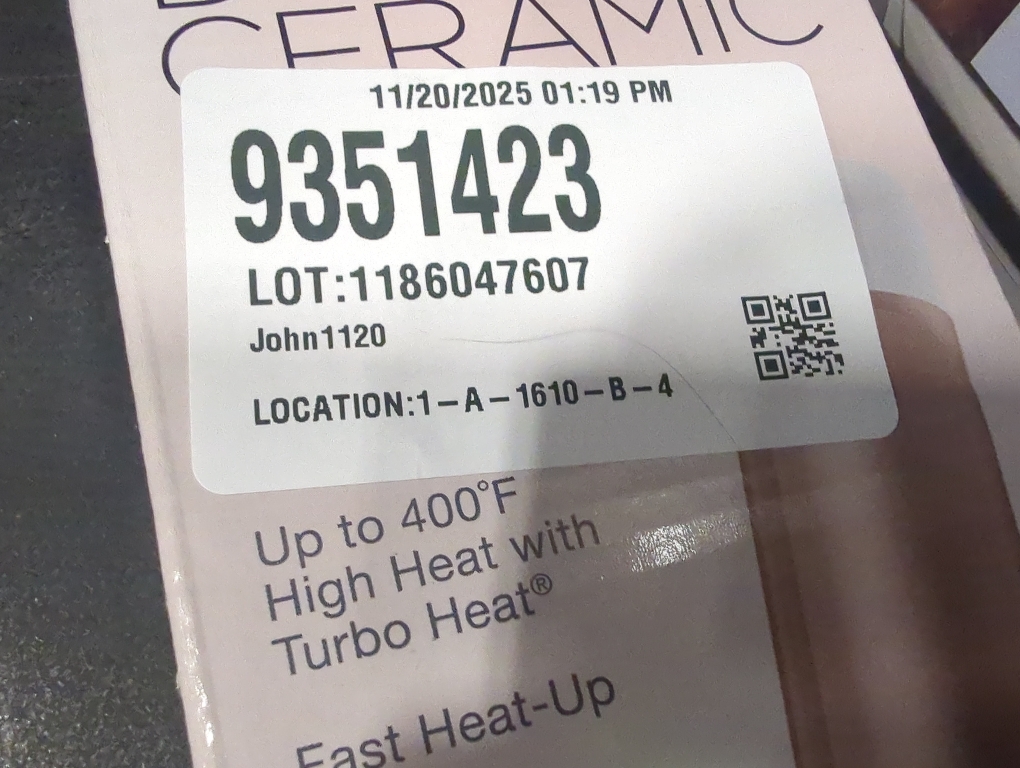 CERAMIC
11/20/2025 01:19 PM
9351423
LOT:1186047607
John1120
LOCATION:1-A-1610-B-4
Up to 400°F
High Heat with
Turbo Heat®
Fast Heat-Up